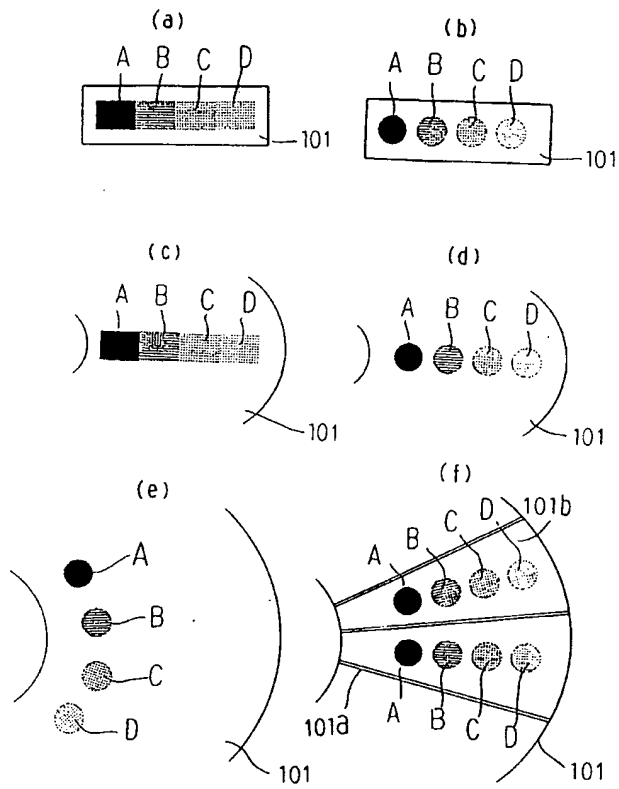 (a)
A B C D
101
(b)
A B C D
101
(c)
A B C D
101
(d)
A B C D
101
(e)
A
B
C
D
101
(f)
A B C D 101b
101a A B C D
101